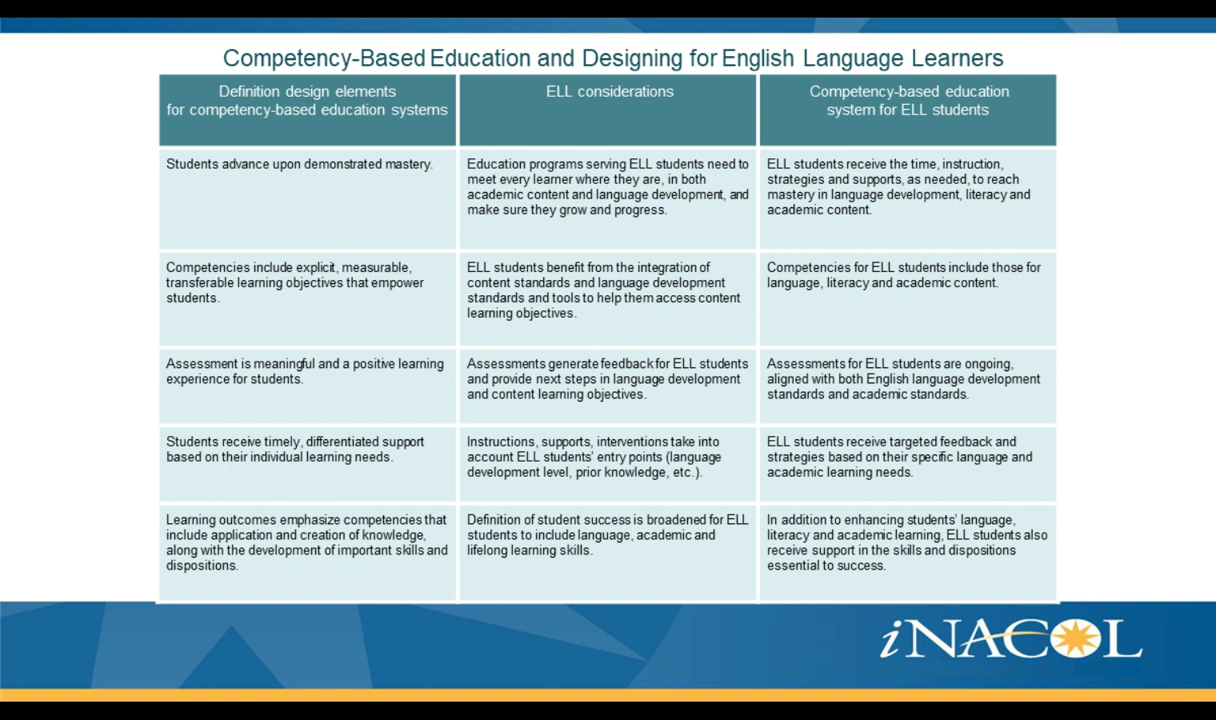 Competency-Based Education and Designing for English Language Learners
Definition design elements
for competency-based education systems
ELL considerations
Competency-based education
system for ELL students
Students advance upon demonstrated mastery.
Education programs serving ELL students need to
meet every learner where they are, in both
academic content and language development, and
make sure they grow and progress.
ELL students receive the time, instruction,
strategies and supports, as needed, to reach
mastery in language development, literacy and
academic content.
Competencies include explicit, measurable,
transferable learning objectives that empower
students.
ELL students benefit from the integration of
content standards and language development
standards and tools to help them access content
learning objectives.
Competencies for ELL students include those for
language, literacy and academic content.
Assessment is meaningful and a positive learning
experience for students.
Assessments generate feedback for ELL students
and provide next steps in language development
and content learning objectives.
Assessments for ELL students are ongoing,
aligned with both English language development
standards and academic standards.
Students receive timely, differentiated support
based on their individual learning needs.
Instructions, supports, interventions take into
account ELL students' entry points (language
development level, prior knowledge, etc.).
ELL students receive targeted feedback and
strategies based on their specific language and
academic learning needs.
Learning outcomes emphasize competencies that
include application and creation of knowledge,
along with the development of important skills and
dispositions.
Definition of student success is broadened for ELL
students to include language, academic and
lifelong learning skills.
In addition to enhancing students' language,
literacy and academic learning, ELL students also
receive support in the skills and dispositions
essential to success.
iNACOL